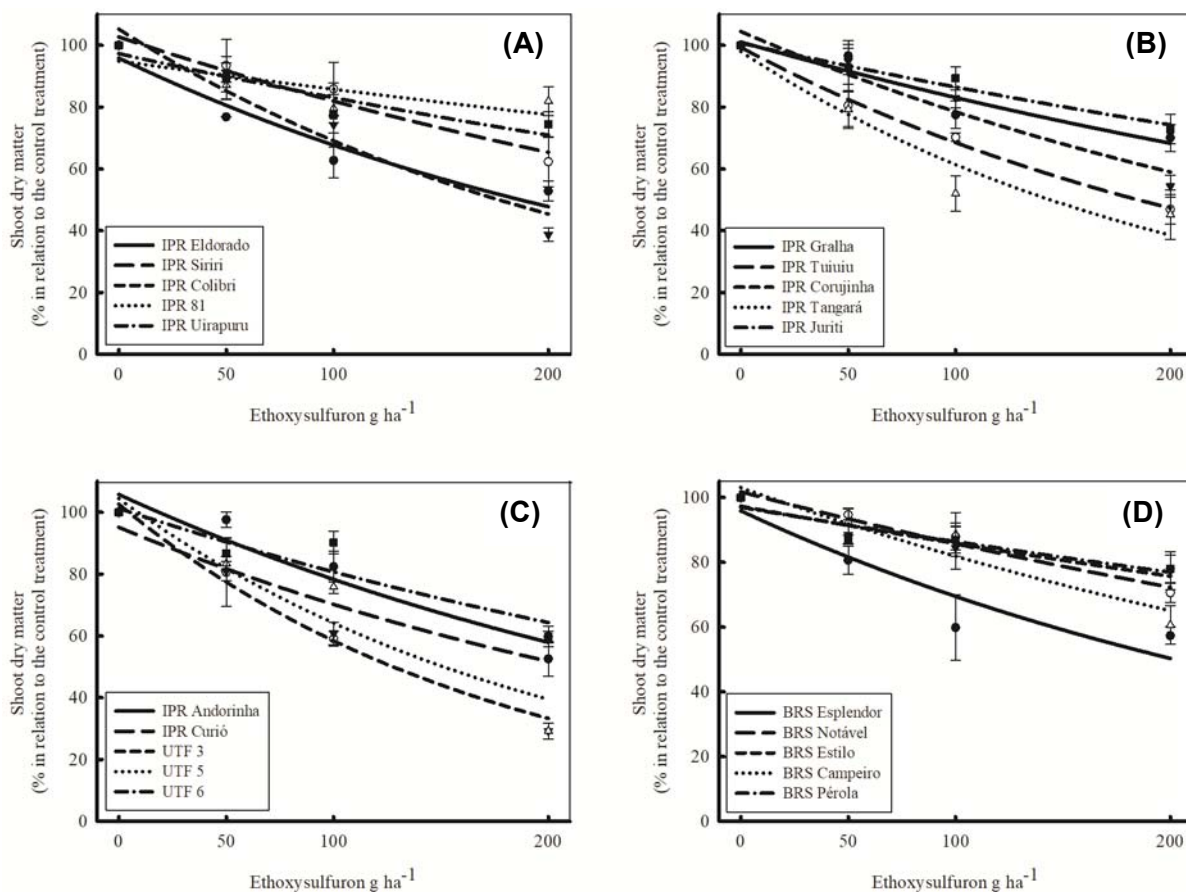 (A)
Shoot dry matter
(% in relation to the control treatment)
100
80
60
40
20
0
IPR Eldorado
IPR Siriri
IPR Colibri
IPR 81
IPR Uirapuru
0 50 100 200
Ethoxysulfuron g ha-1
(B)
Shoot dry matter
(% in relation to the control treatment)
100
80
60
40
20
0
IPR Gralha
IPR Tuiuiu
IPR Corujinha
IPR Tangará
IPR Juriti
0 50 100 200
Ethoxysulfuron g ha-1
(C)
Shoot dry matter
(% in relation to the control treatment)
100
80
60
40
20
0
IPR Andorinha
IPR Curió
UTF 3
UTF 5
UTF 6
0 50 100 200
Ethoxysulfuron g ha-1
(D)
Shoot dry matter
(% in relation to the control treatment)
100
80
60
40
20
0
BRS Esplendor
BRS Notável
BRS Estilo
BRS Campeiro
BRS Pérola
0 50 100 200
Ethoxysulfuron g ha-1